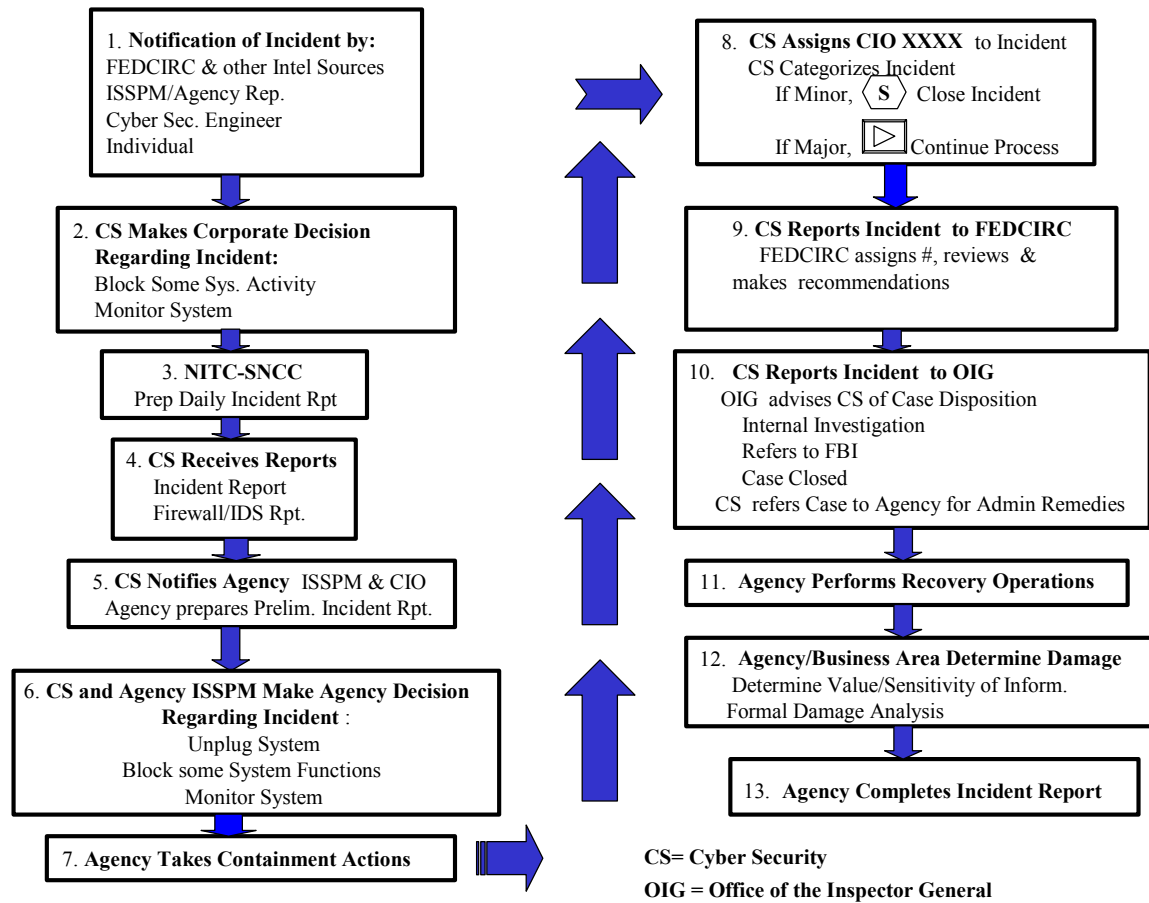 1. Notification of Incident by:
FEDCIRC & other Intel Sources
ISSPM/Agency Rep.
Cyber Sec. Engineer
Individual
2. CS Makes Corporate Decision
Regarding Incident:
Block Some Sys. Activity
Monitor System
3. NITC-SNCC
Prep Daily Incident Rpt
4. CS Receives Reports
Incident Report
Firewall/IDS Rpt.
5. CS Notifies Agency ISSPM & CIO
Agency prepares Prelim. Incident Rpt.
6. CS and Agency ISSPM Make Agency Decision
Regarding Incident :
Unplug System
Block some System Functions
Monitor System
7. Agency Takes Containment Actions
8. CS Assigns CIO XXXX to Incident
CS Categorizes Incident
If Minor, S Close Incident
If Major, Continue Process
9. CS Reports Incident to FEDCIRC
FEDCIRC assigns #, reviews &
makes recommendations
10. CS Reports Incident to OIG
OIG advises CS of Case Disposition
Internal Investigation
Refers to FBI
Case Closed
CS refers Case to Agency for Admin Remedies
11. Agency Performs Recovery Operations
12. Agency/Business Area Determine Damage
Determine Value/Sensitivity of Inform.
Formal Damage Analysis
13. Agency Completes Incident Report
CS= Cyber Security
OIG = Office of the Inspector General